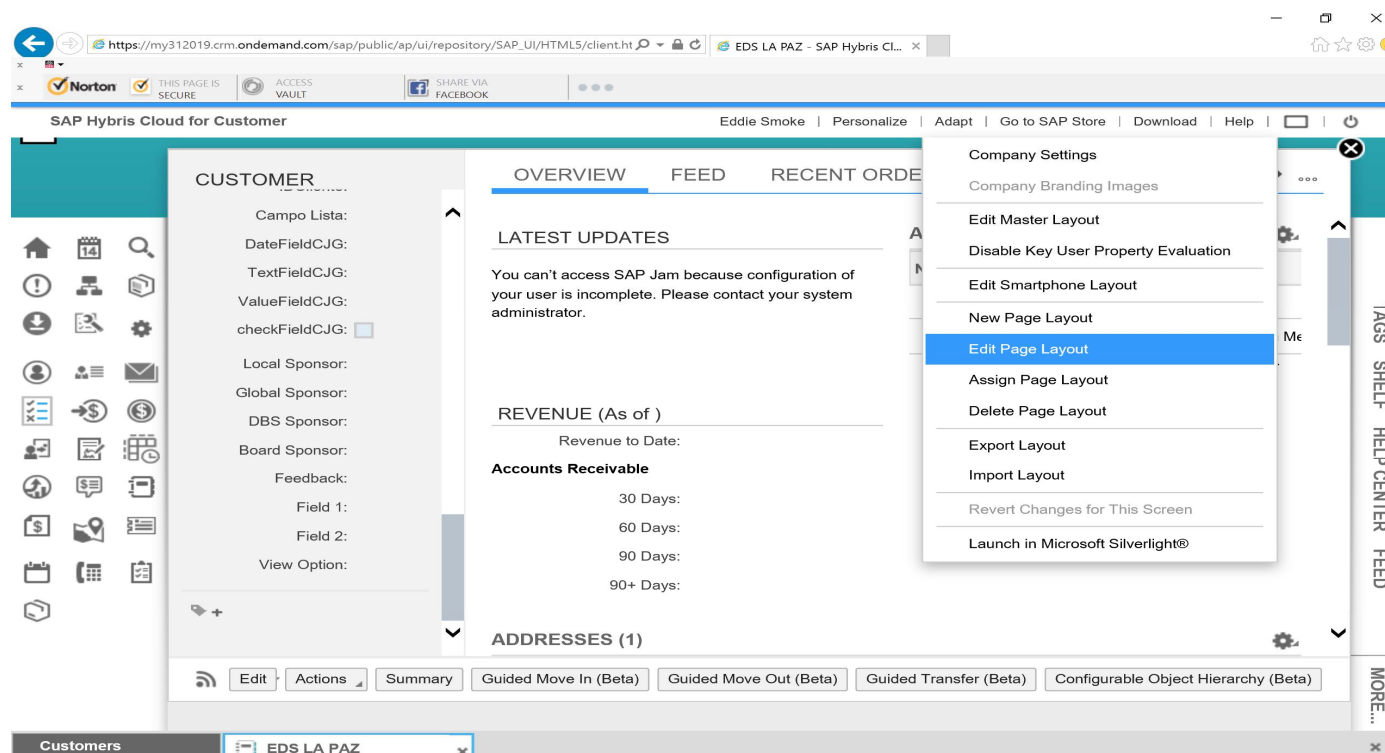 https://my312019.crm.ondemand.com/sap/public/ap/ui/repository/SAP_UI/HTML5/client.ht
EDS LA PAZ - SAP Hybris Cl...
Norton
THIS PAGE IS SECURE
ACCESS VAULT
SHARE VIA FACEBOOK
SAP Hybris Cloud for Customer
Eddie Smoke | Personalize | Adapt | Go to SAP Store | Download | Help
CUSTOMER
Campo Lista:
DateFieldCJG:
TextFieldCJG:
ValueFieldCJG:
checkFieldCJG:
Local Sponsor:
Global Sponsor:
DBS Sponsor:
Board Sponsor:
Feedback:
Field 1:
Field 2:
View Option:
14
OVERVIEW FEED RECENT ORDE
LATEST UPDATES
You can't access SAP Jam because configuration of
your user is incomplete. Please contact your system
administrator.
REVENUE (As of )
Revenue to Date:
Accounts Receivable
30 Days:
60 Days:
90 Days:
90+ Days:
ADDRESSES (1)
A
Me
Company Settings
Company Branding Images
Edit Master Layout
Disable Key User Property Evaluation
Edit Smartphone Layout
New Page Layout
Edit Page Layout
Assign Page Layout
Delete Page Layout
Export Layout
Import Layout
Revert Changes for This Screen
Launch in Microsoft Silverlight®
TAGS SHELF HELP CENTER FEED
MORE...
Edit Actions Summary Guided Move In (Beta) Guided Move Out (Beta) Guided Transfer (Beta) Configurable Object Hierarchy (Beta)
Customers
EDS LA PAZ